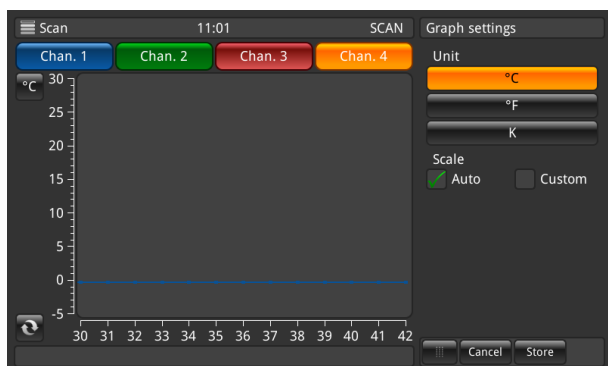 Scan 11:01 SCAN
Chan. 1 Chan. 2 Chan. 3 Chan. 4
°C
30
25
20
15
10
5
0
-5
30 31 32 33 34 35 36 37 38 39 40 41 42
Graph settings
Unit
°C
°F
K
Scale
Auto Custom
Cancel Store